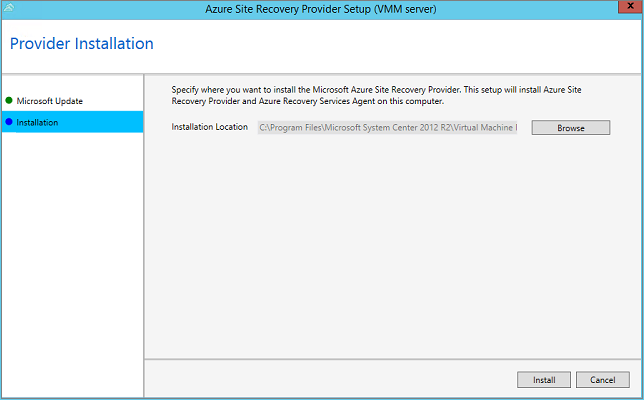 Azure Site Recovery Provider Setup (VMM server)
x
Provider Installation
Microsoft Update
Installation
Specify where you want to install the Microsoft Azure Site Recovery Provider. This setup will install Azure Site
Recovery Provider and Azure Recovery Services Agent on this computer.
Installation Location C:\Program Files\Microsoft System Center 2012 R2\Virtual Machine Browse
Install Cancel